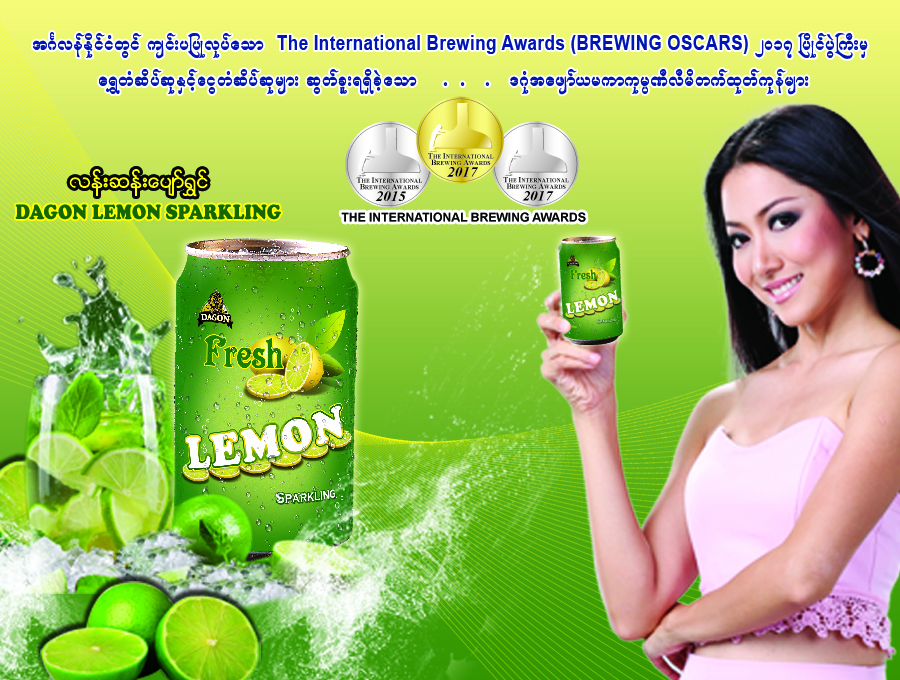 အင်္ဂလန်နိုင်ငံတွင် ကျင်းပပြုလုပ်သော The International Brewing Awards (BREWING OSCARS) ၂၀၁၇ ပြိုင်ပွဲကြီးမှ
ရွှေတံဆိပ်ဆုနှင့်ငွေတံဆိပ်ဆုများ ဆွတ်ခူးရရှိခဲ့သော . . . ဒဂုံအဖျော်ယမကာကုမ္ပဏီလီမိတက်ထုတ်ကုန်များ
THE INTERNATIONAL
BREWING AWARDS
2015
THE INTERNATIONAL
BREWING AWARDS
2017
THE INTERNATIONAL
BREWING AWARDS
2017
THE INTERNATIONAL BREWING AWARDS
လန်းဆန်းပျော်ရွှင်
DAGON LEMON SPARKLING
DAGON
Fresh
LEMON
SPARKLING
Fresh
LEMON
SPARKLING